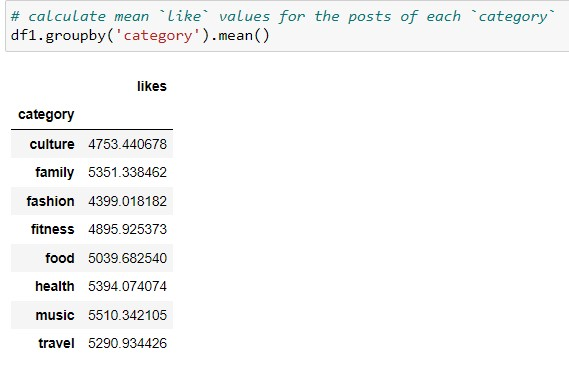 # calculate mean `like` values for the posts of each `category`
df1.groupby('category').mean()
likes
category
culture 4753.440678
family 5351.338462
fashion 4399.018182
fitness 4895.925373
food 5039.682540
health 5394.074074
music 5510.342105
travel 5290.934426